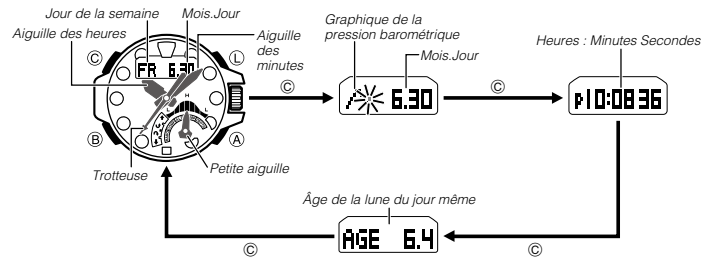 Jour de la semaine
Mois.Jour
Aiguille des heures
Aiguille
des
minutes
Ⓒ
Ⓛ
FR 6.30
H
L
L
Ⓑ
Ⓐ
Trotteuse
Petite aiguille
Ⓒ
Graphique de la
pression barométrique
Mois.Jour
6.30
Ⓒ
Heures : Minutes Secondes
P10:08 36
Âge de la lune du jour même
AGE 6.4
Ⓒ
Ⓒ